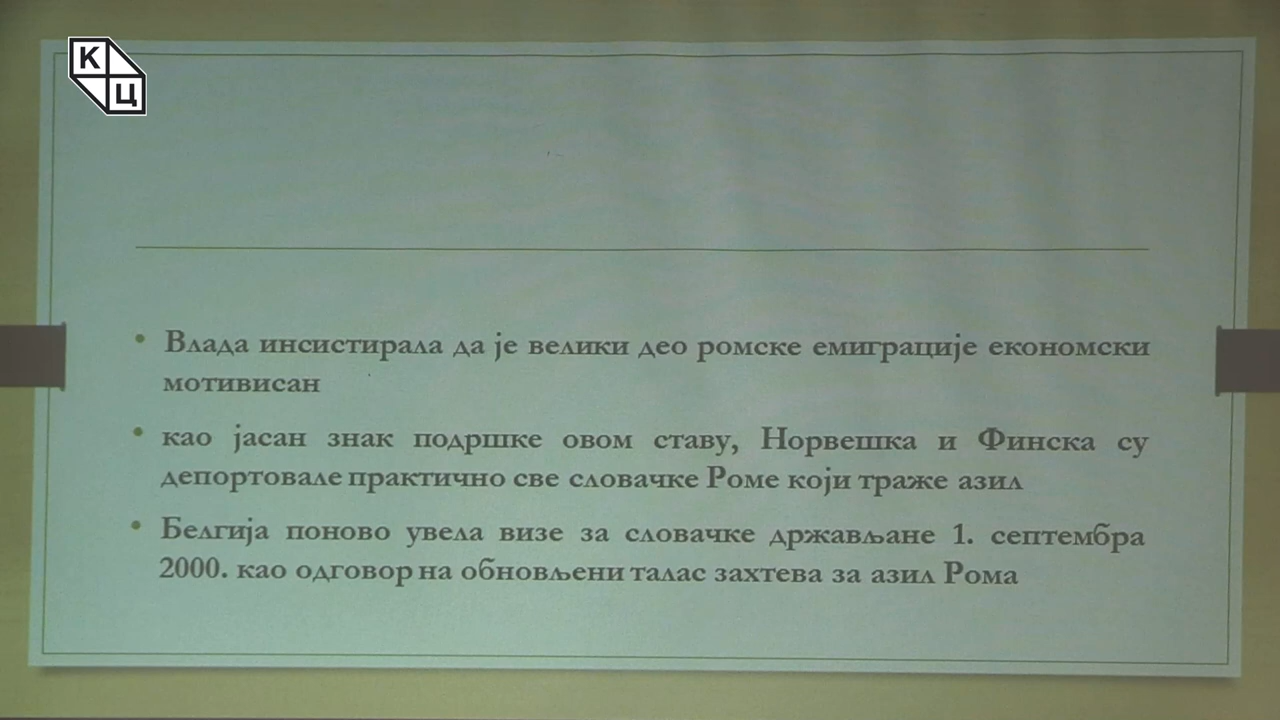 К
Ц
Влада инсистирала да је велики део ромске емиграције економски
мотивисан
као јасан знак подршке овом ставу, Норвешка и Финска су
депортовале практично све словачке Роме који траже азил
Белгија поново увела визе за словачке држављане 1. септембра
2000. као одговор на обновљени талас захтева за азил Рома